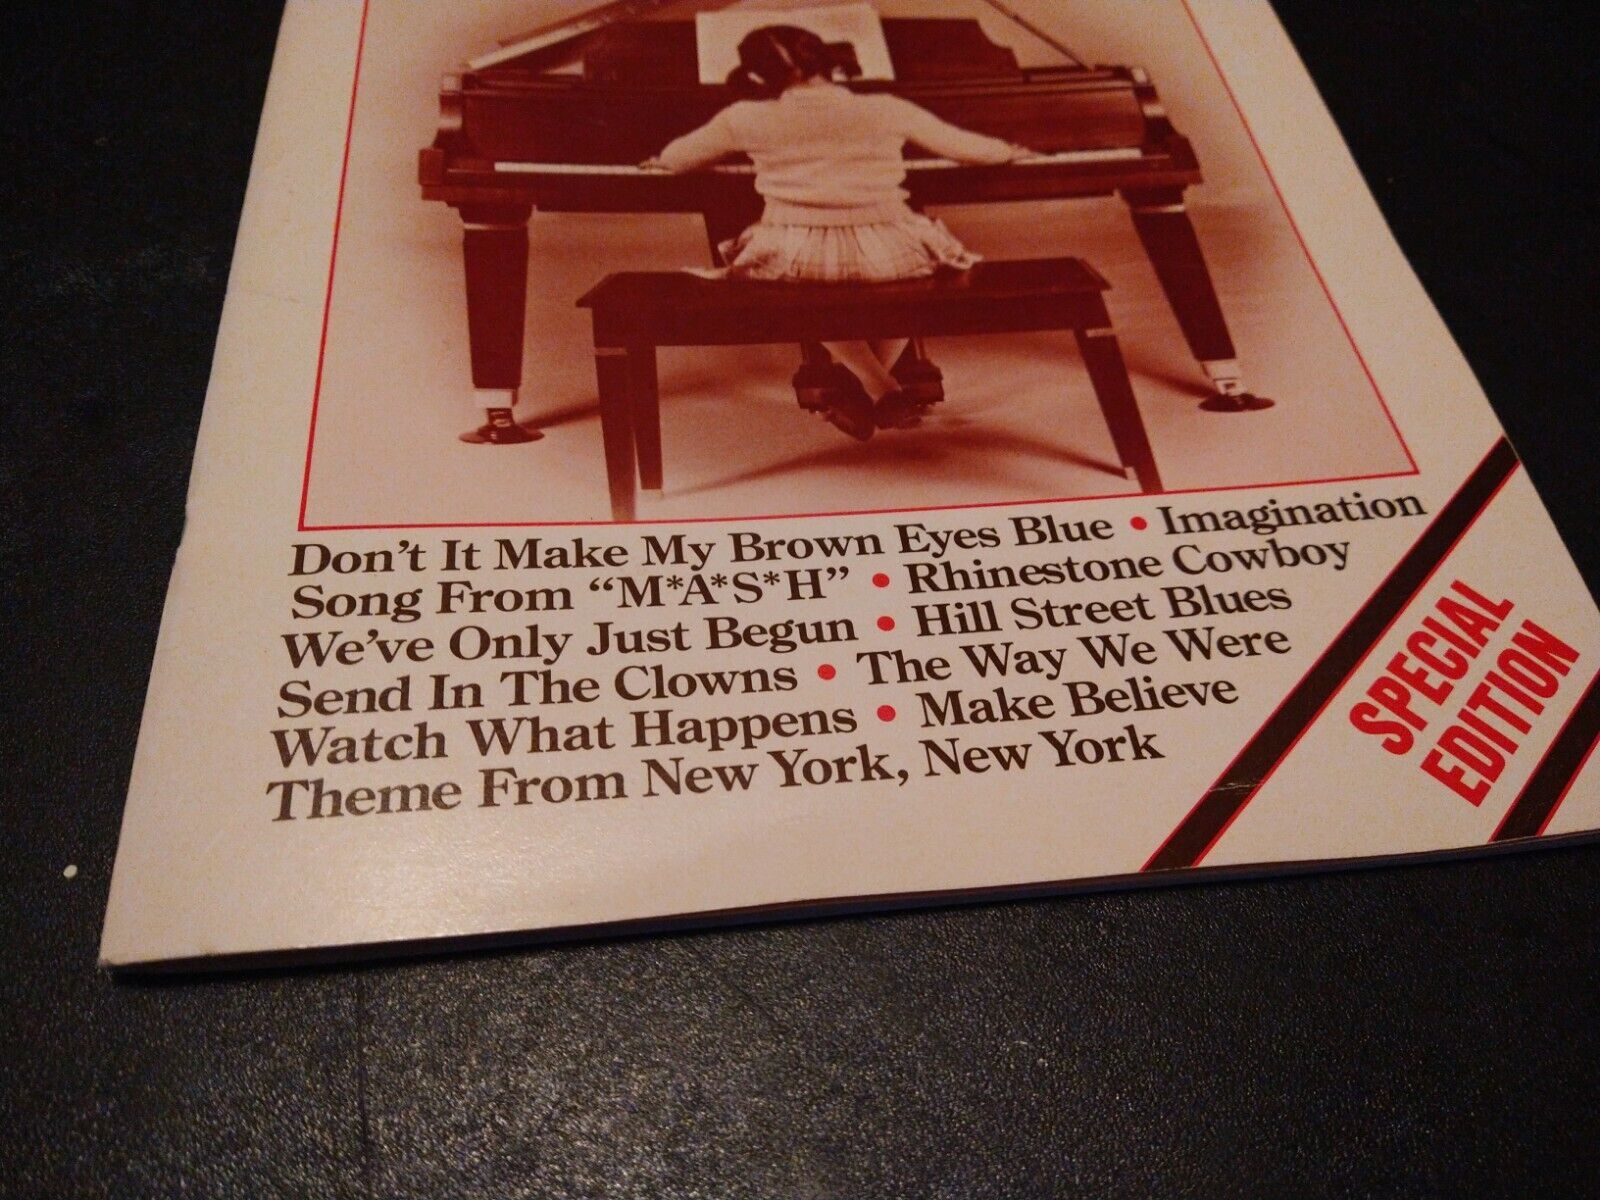 Don't It Make My Brown Eyes Blue • Imagination
Song From "M*A*S*H" • Rhinestone Cowboy
We've Only Just Begun • Hill Street Blues
Send In The Clowns • The Way We Were
Watch What Happens • Make Believe
Theme From New York, New York
SPECIAL
EDITION